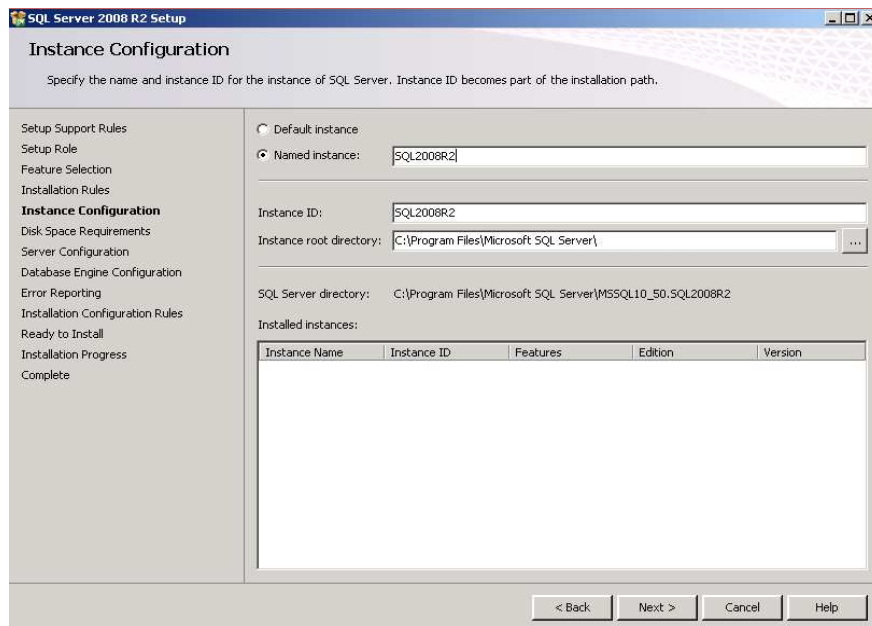 SQL Server 2008 R2 Setup
Instance Configuration
Specify the name and instance ID for the instance of SQL Server. Instance ID becomes part of the installation path.
Setup Support Rules
Setup Role
Feature Selection
Installation Rules
Instance Configuration
Disk Space Requirements
Server Configuration
Database Engine Configuration
Error Reporting
Installation Configuration Rules
Ready to Install
Installation Progress
Complete
Default instance
Named instance: SQL2008R2
Instance ID: SQL2008R2
Instance root directory: C:\Program Files\Microsoft SQL Server\ ...
SQL Server directory: C:\Program Files\Microsoft SQL Server\MSSQL10_50.SQL2008R2
Installed instances:
Instance Name Instance ID Features Edition Version
< Back Next > Cancel Help